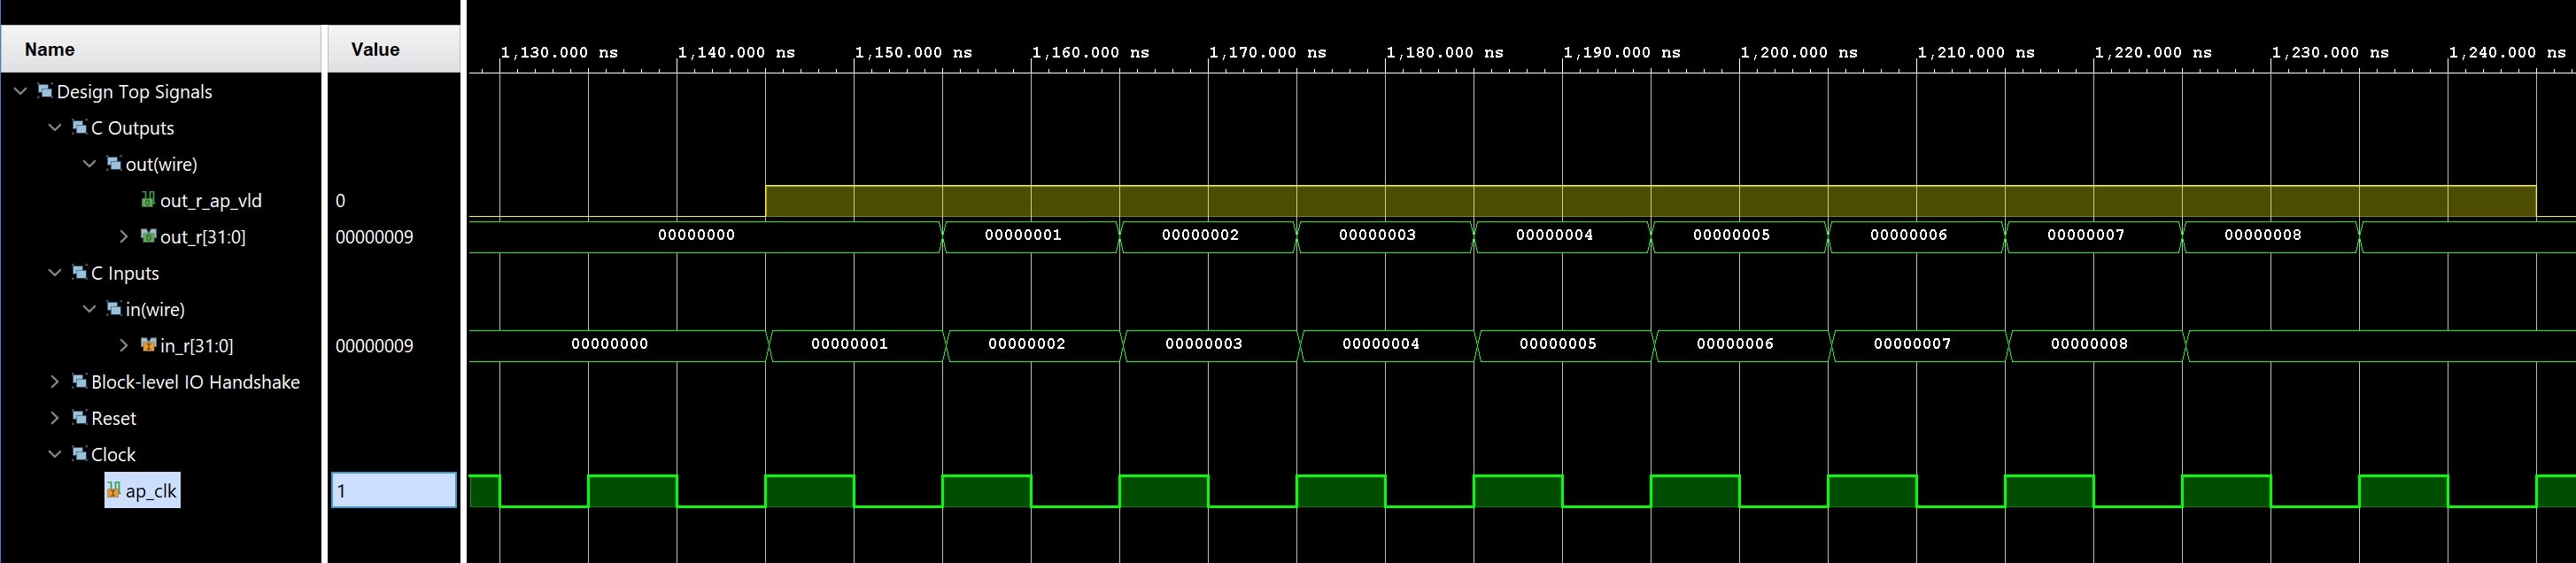 Name Value
1,130.000 ns 1,140.000 ns 1,150.000 ns 1,160.000 ns 1,170.000 ns 1,180.000 ns 1,190.000 ns 1,200.000 ns 1,210.000 ns 1,220.000 ns 1,230.000 ns 1,240.000 ns
Design Top Signals
C Outputs
out(wire)
out_r_ap_vld 0
out_r[31:0] 00000009 00000000 00000001 00000002 00000003 00000004 00000005 00000006 00000007 00000008
C Inputs
in(wire)
in_r[31:0] 00000009 00000000 00000001 00000002 00000003 00000004 00000005 00000006 00000007 00000008
Block-level IO Handshake
Reset
Clock
ap_clk 1